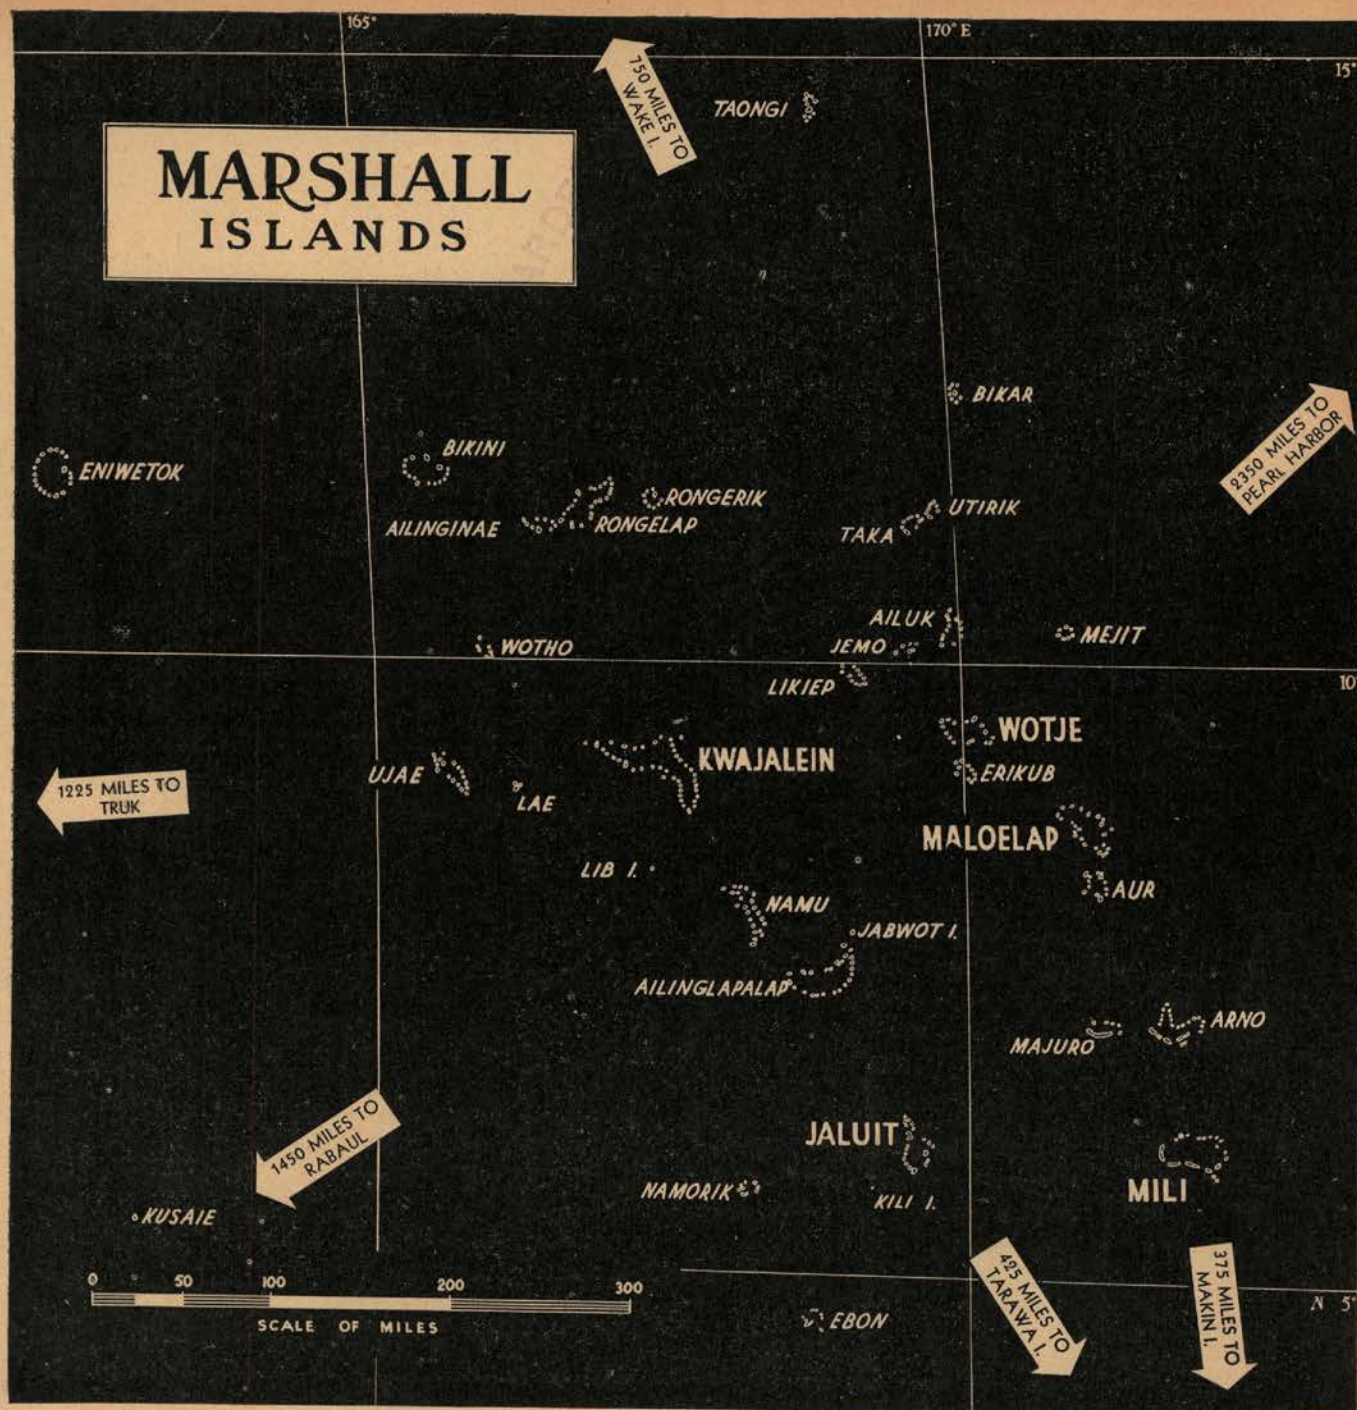 165°
170° E
15°
750 MILES TO
WAKE I.
TAONGI
MARSHALL
ISLANDS
BIKAR
2350 MILES TO
PEARL HARBOR
BIKINI
ENIWETOK
RONGERIK
AILINGINAE
RONGELAP
UTIRIK
TAKA
AILUK
MEJIT
WOTHO
JEMO
10°
LIKIEP
WOTJE
KWAJALEIN
ERIKUB
UJAE
LAE
1225 MILES TO
TRUK
MALOELAP
LIB I.
AUR
NAMU
JABWOT I.
AILINGLAPALAP
ARNO
MAJURO
1450 MILES TO
RABAUL
JALUIT
MILI
NAMORIK
KILI I.
KUSAIE
0 50 100 200 300
SCALE OF MILES
425 MILES TO
TARAWA I.
375 MILES TO
MAKIN I.
N 5°
EBON